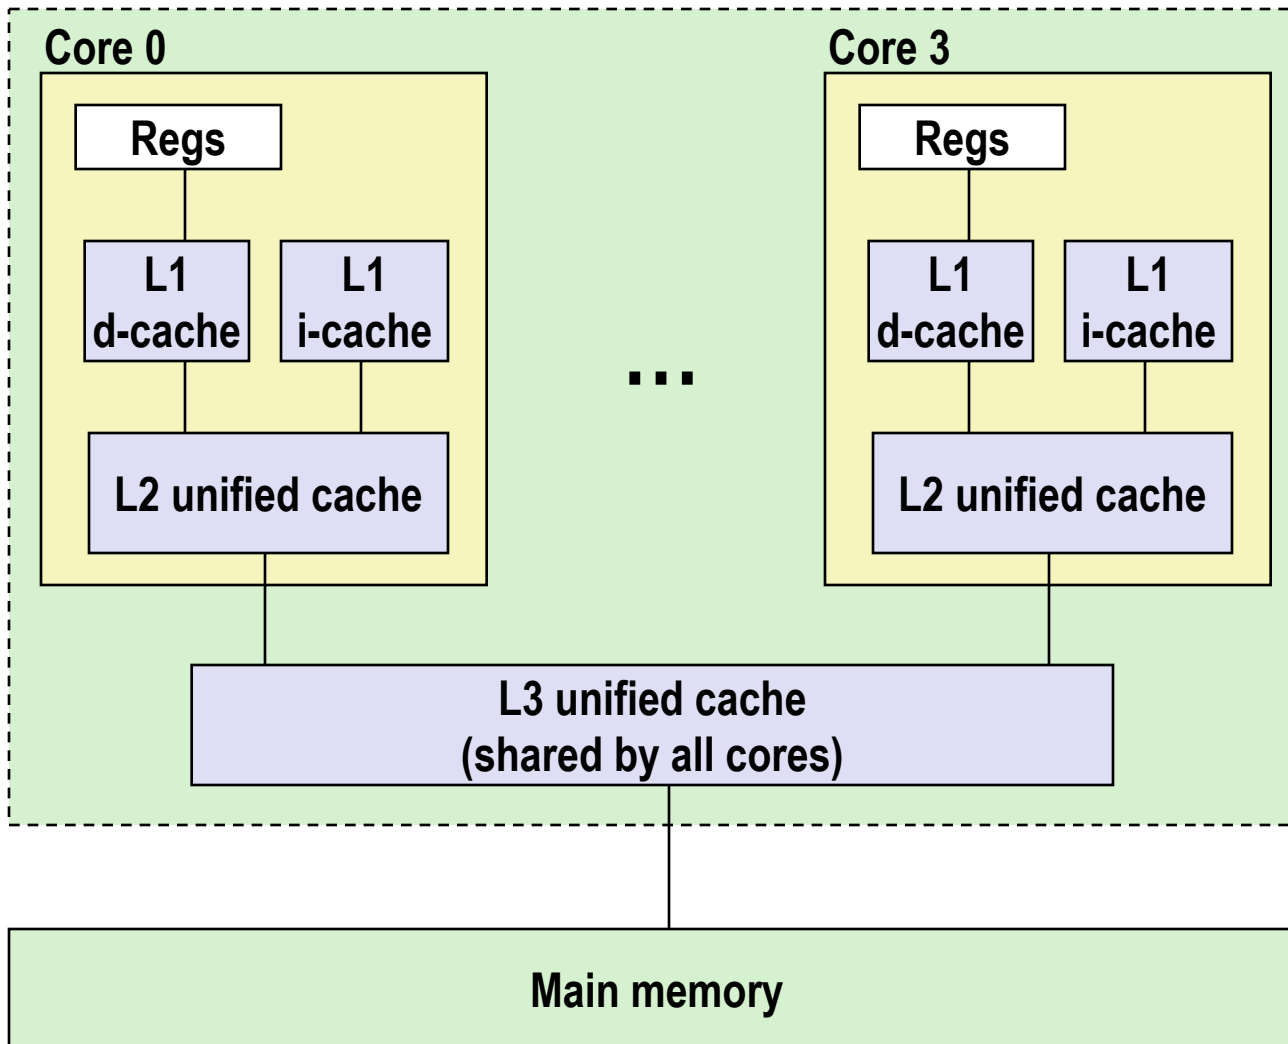 Core 0
Regs
L1
d-cache
L1
i-cache
L2 unified cache
...
Core 3
Regs
L1
d-cache
L1
i-cache
L2 unified cache
L3 unified cache
(shared by all cores)
Main memory